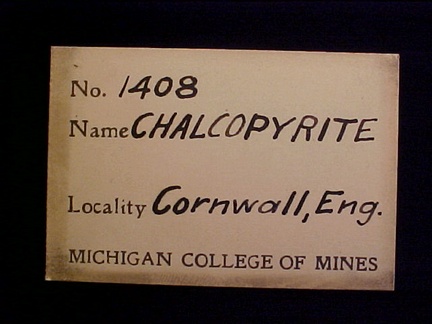 No. 1408
Name CHALCOPYRITE
Locality Cornwall, Eng.
MICHIGAN COLLEGE OF MINES